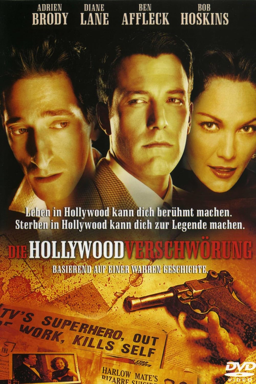 ADRIEN BRODY
DIANE LANE
BEN AFFLECK
BOB HOSKINS
Leben in Hollywood kann dich berühmt machen.
Sterben in Hollywood kann dich zur Legende machen.
DIE HOLLYWOODVERSCHWÖRUNG
BASIEREND AUF EINER WAHREN GESCHICHTE.
TV'S SUPERHERO, OUT
OF WORK, KILLS SELF
HARLOW MATE'S
BIZARRE SUICIDE
DVD